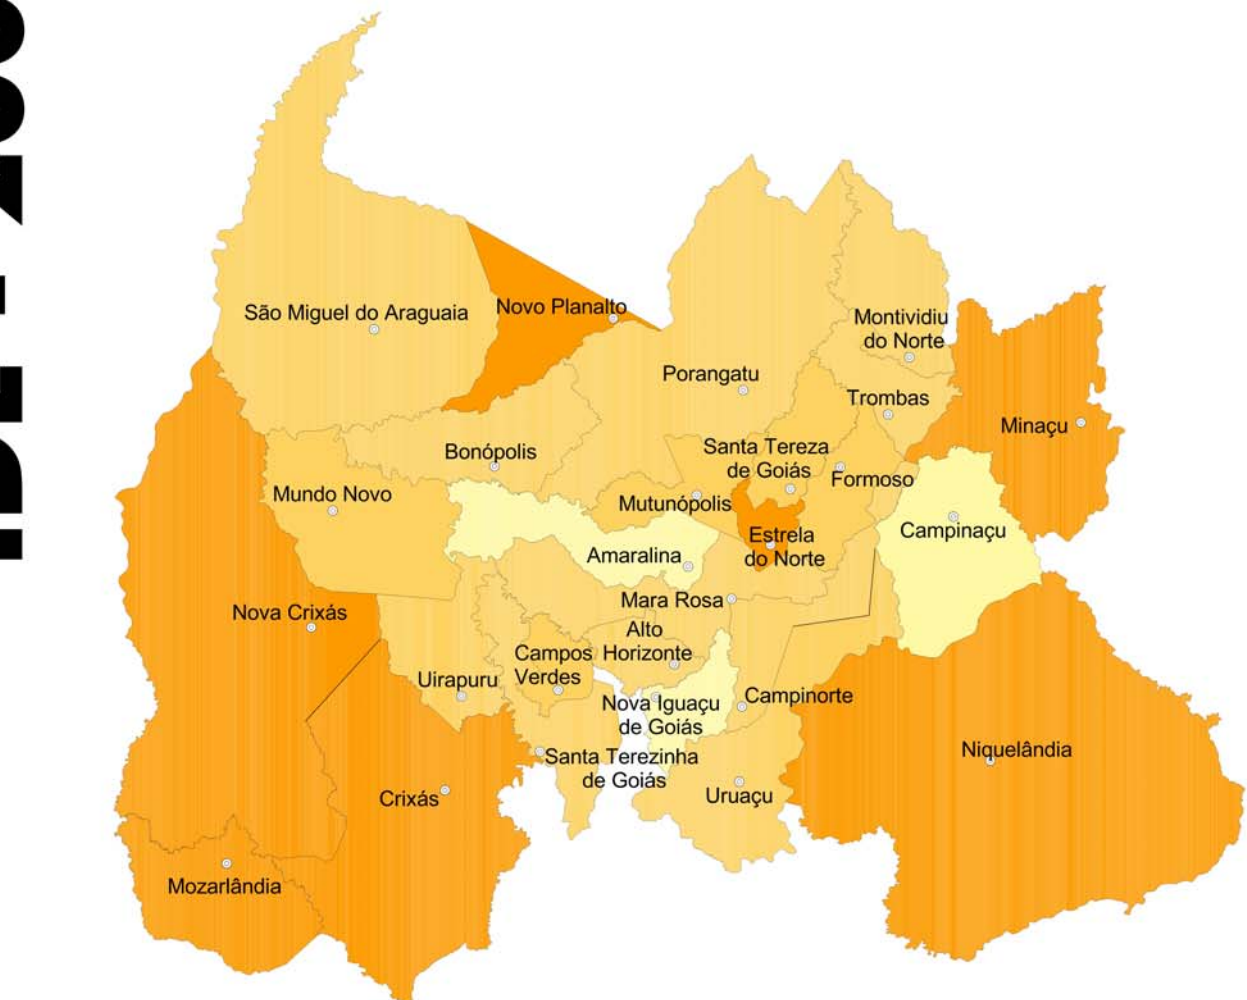 São Miguel do Araguaia
Novo Planalto
Montividiu
do Norte
Porangatu
Trombas
Minaçu
Bonópolis
Santa Tereza
de Goiás
Formoso
Mundo Novo
Mutunópolis
Campinaçu
Estrela
do Norte
Amaralina
Mara Rosa
Nova Crixás
Alto
Horizonte
Campos
Verdes
Uirapuru
Nova Iguaçu
de Goiás
Campinorte
Niquelândia
Santa Terezinha
de Goiás
Crixás
Uruaçu
Mozarlândia